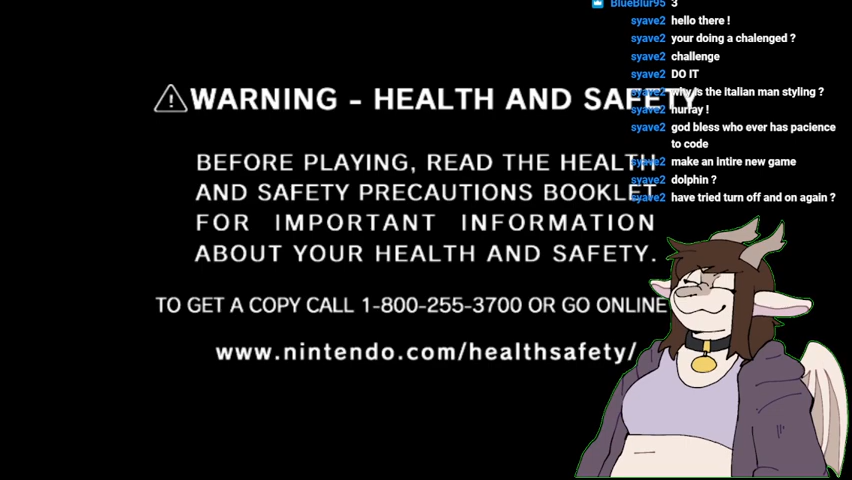 BlueBlur95 3
syave2 hello there !
syave2 your doing a chalenged ?
syave2 challenge
syave2 DO IT
syave2 why is the italian man styling ?
syave2 hurray !
syave2 god bless who ever has pacience
to code
syave2 make an intire new game
syave2 dolphin ?
syave2 have tried turn off and on again ?
WARNING - HEALTH AND SAFETY
BEFORE PLAYING, READ THE HEALTH
AND SAFETY PRECAUTIONS BOOKLET
FOR IMPORTANT INFORMATION
ABOUT YOUR HEALTH AND SAFETY.
TO GET A COPY CALL 1-800-255-3700 OR GO ONLINE
www.nintendo.com/healthsafety/